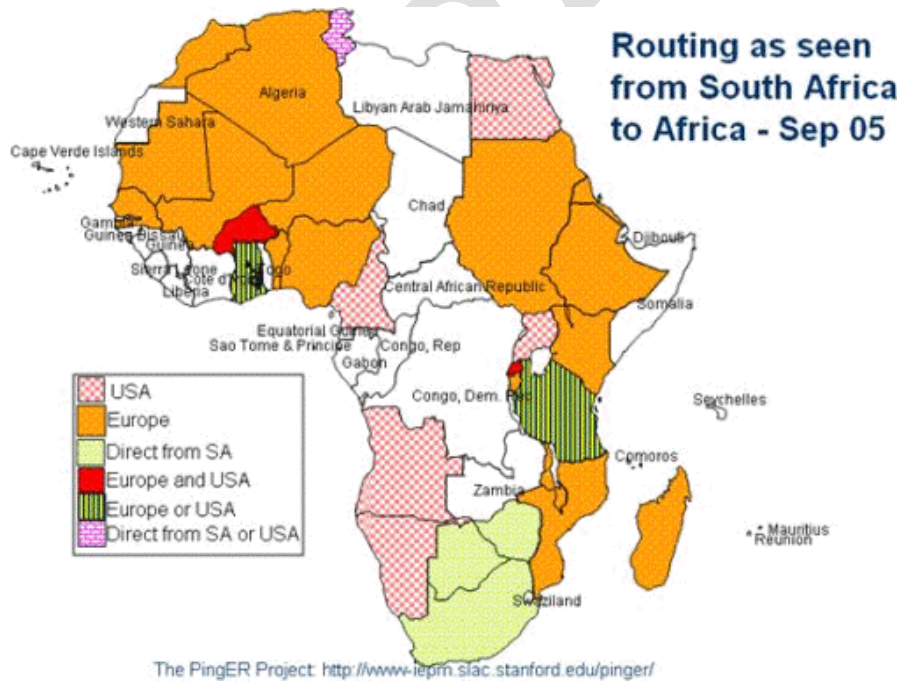 Routing as seen
from South Africa
to Africa - Sep 05
Algeria
Libyan Arab Jamahiriya
Western Sahara
Cape Verde Islands
Chad
Gambia
Guinea Bissau
Guinea
Djibouti
Sierra Leone
Togo
Cote d'
Liberia
Central African Republic
Somalia
Equatorial Guinea
Sao Tome & Principe
Congo, Rep
Gabon
Congo, Dem. Rep
Seychelles
Comoros
Zambia
Mauritius
Reunion
Swaziland
USA
Europe
Direct from SA
Europe and USA
Europe or USA
Direct from SA or USA
The PingER Project: http://www-iepm.slac.stanford.edu/pinger/